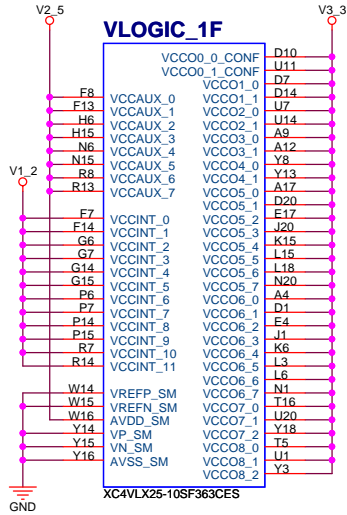 V2_5 V3_3
VLOGIC_1F
VCCO0_0_CONF D10
VCCO0_1_CONF U11
VCCO1_0 D7
F8 VCCAUX_0 VCCO1_1 D14
F13 VCCAUX_1 VCCO2_0 U7
H6 VCCAUX_2 VCCO2_1 U14
H15 VCCAUX_3 VCCO3_0 A9
N6 VCCAUX_4 VCCO3_1 A12
N15 VCCAUX_5 VCCO4_0 Y8
V1_2
R8 VCCAUX_6 VCCO4_1 Y13
R13 VCCAUX_7 VCCO5_0 A17
VCCO5_1 D20
F7 VCCINT_0 VCCO5_2 E17
F14 VCCINT_1 VCCO5_3 J20
G6 VCCINT_2 VCCO5_4 K15
G7 VCCINT_3 VCCO5_5 L15
G14 VCCINT_4 VCCO5_6 L18
G15 VCCINT_5 VCCO5_7 N20
P6 VCCINT_6 VCCO6_0 A4
P7 VCCINT_7 VCCO6_1 D1
P14 VCCINT_8 VCCO6_2 E4
P15 VCCINT_9 VCCO6_3 J1
R7 VCCINT_10 VCCO6_4 K6
R14 VCCINT_11 VCCO6_5 L3
VCCO6_6 L6
W14 VREFP_SM VCCO6_7 N1
W15 VREFN_SM VCCO7_0 T16
W16 AVDD_SM VCCO7_1 U20
Y14 VP_SM VCCO7_2 Y18
Y15 VN_SM VCCO8_0 T5
Y16 AVSS_SM VCCO8_1 U1
VCCO8_2 Y3
XC4VLX25-10SF363CES
GND